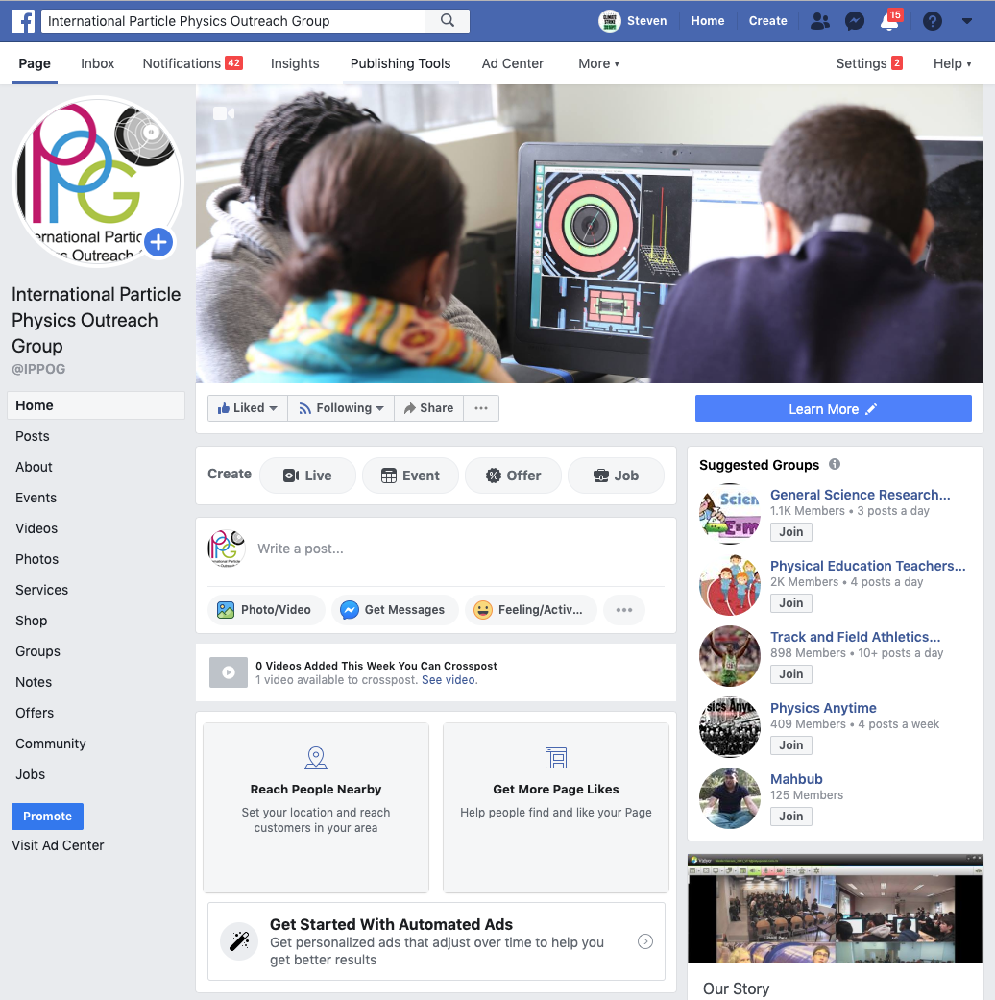 International Particle Physics Outreach Group
CLIMATE STRIKE
Steven
Home
Create
15
Page
Inbox
Notifications 42
Insights
Publishing Tools
Ad Center
More
Settings 2
Help
IPPOG
International Partic
sics Outreach
International Particle
Physics Outreach
Group
@IPPOG
Home
Posts
About
Events
Videos
Photos
Services
Shop
Groups
Notes
Offers
Community
Jobs
Promote
Visit Ad Center
Liked
Following
Share
Learn More
Create
Live
Event
Offer
Job
Write a post...
Photo/Video
Get Messages
Feeling/Activ...
0 Videos Added This Week You Can Crosspost
1 video available to crosspost. See video.
Reach People Nearby
Set your location and reach
customers in your area
Get More Page Likes
Help people find and like your Page
Get Started With Automated Ads
Get personalized ads that adjust over time to help you
get better results
Suggested Groups
General Science Research...
1.1K Members • 3 posts a day
Join
Physical Education Teachers...
2K Members • 4 posts a day
Join
Track and Field Athletics...
898 Members • 10+ posts a day
Join
Physics Anytime
409 Members • 4 posts a week
Join
Mahbub
125 Members
Join
Our Story